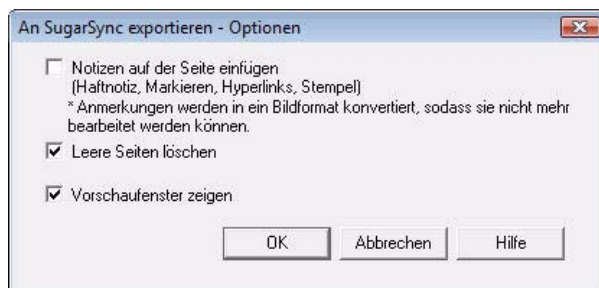 An SugarSync exportieren - Optionen
Notizen auf der Seite einfügen
(Haftnotiz, Markieren, Hyperlinks, Stempel)
* Anmerkungen werden in ein Bildformat konvertiert, sodass sie nicht mehr
bearbeitet werden können.
Leere Seiten löschen
Vorschaufenster zeigen
OK Abbrechen Hilfe